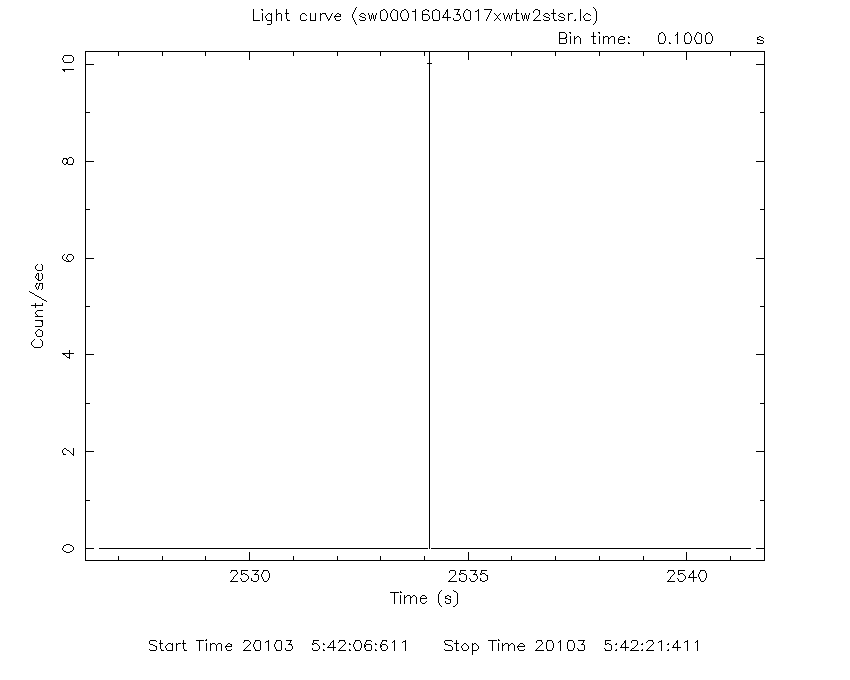 Light curve (sw00016043017xwtw2stsr.lc)
Bin time: 0.1000 s
10
8
6
4
2
0
Count/sec
2530 2535 2540
Time (s)
Start Time 20103 5:42:06:611 Stop Time 20103 5:42:21:411